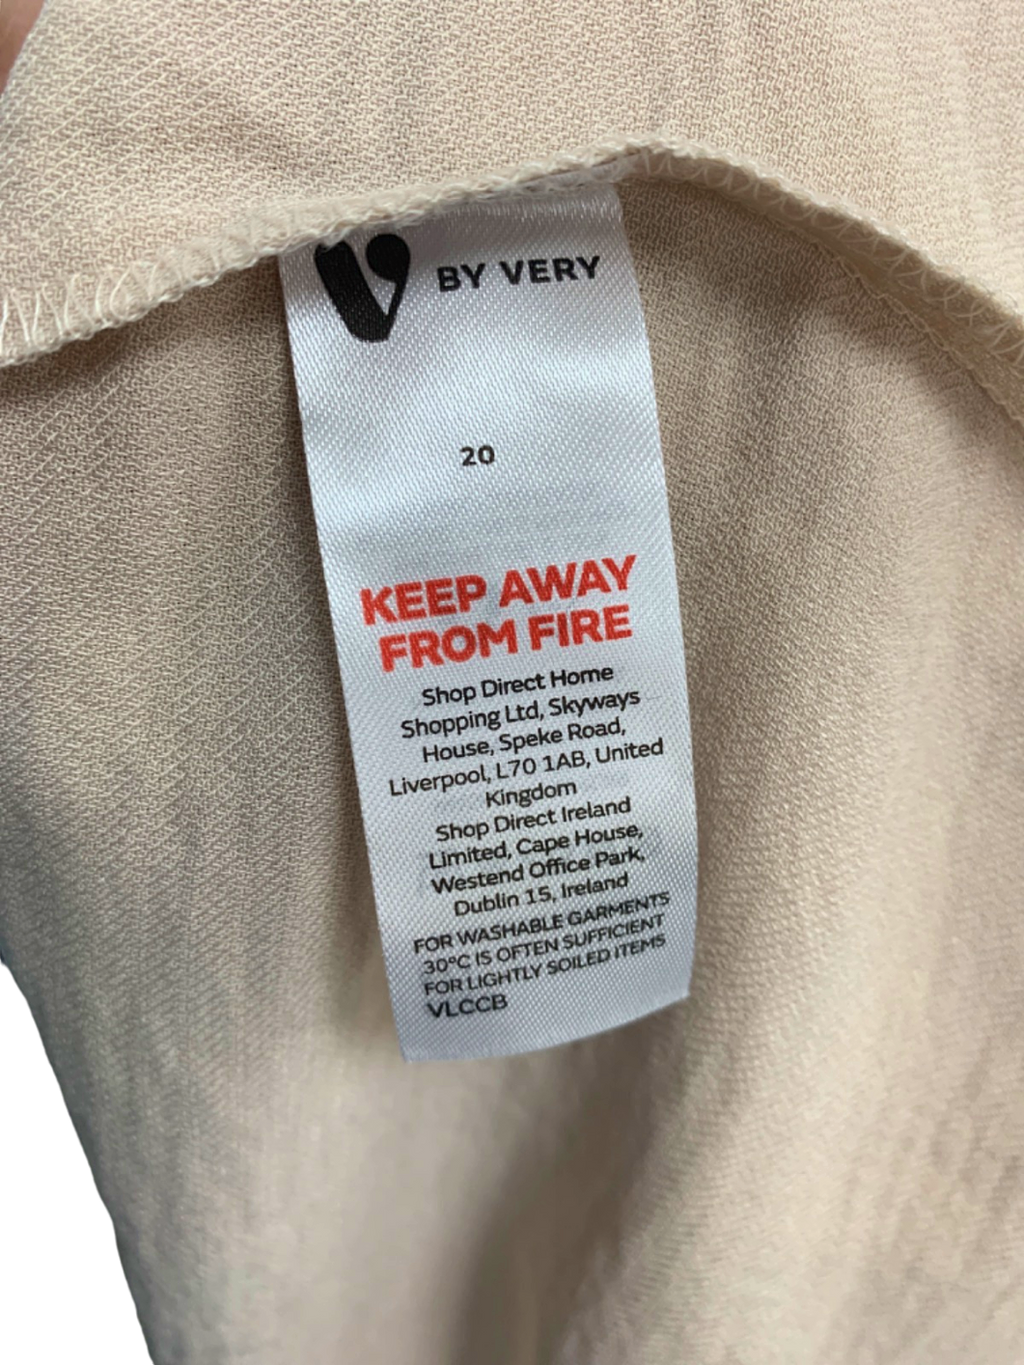 V BY VERY
20
KEEP AWAY
FROM FIRE
Shop Direct Home
Shopping Ltd, Skyways
House, Speke Road,
Liverpool, L70 1AB, United
Kingdom
Shop Direct Ireland
Limited, Cape House,
Westend Office Park,
Dublin 15, Ireland
FOR WASHABLE GARMENTS
30°C IS OFTEN SUFFICIENT
FOR LIGHTLY SOILED ITEMS
VLCCB